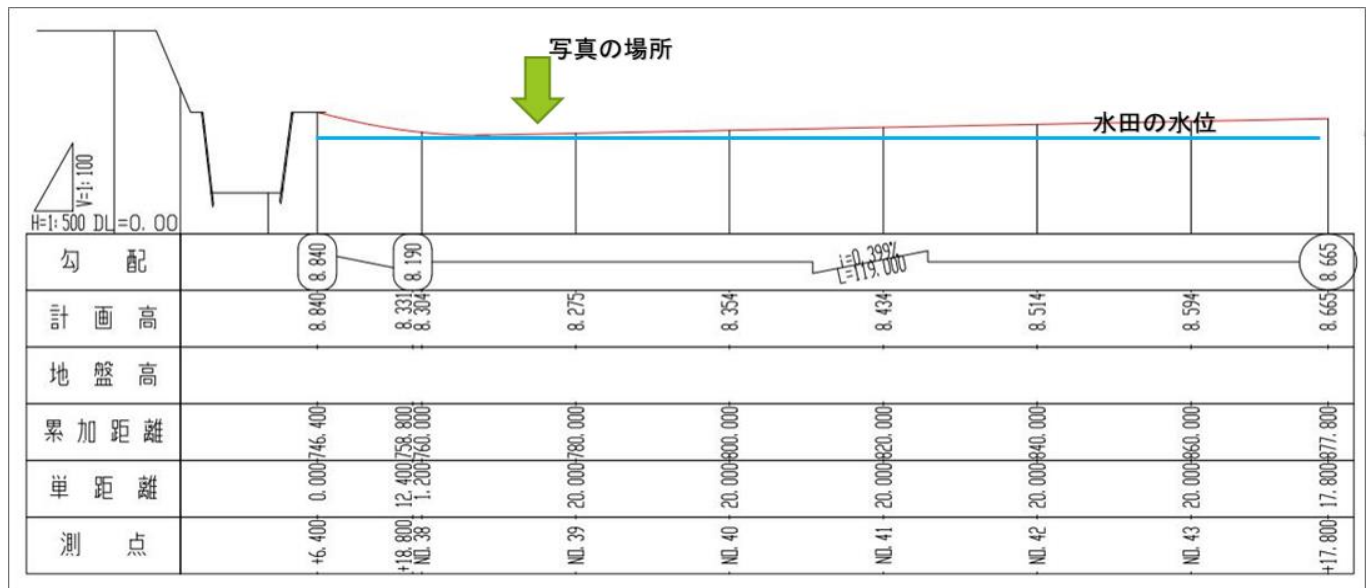 写真の場所
水田の水位
V=1:100
H=1:500 DL=0.00
勾 配 8.840 8.190 i=0.399% L=119.000 8.665
計 画 高 8.840 8.331 8.304 8.275 8.354 8.434 8.514 8.594 8.665
地 盤 高
累 加 距 離 746.400 758.800 760.000 780.000 800.000 820.000 840.000 860.000 877.800
単 距 離 0.000 12.400 1.200 20.000 20.000 20.000 20.000 20.000 17.800
測 点 +6.400 +18.800 NO.38 NO.39 NO.40 NO.41 NO.42 NO.43 +17.800